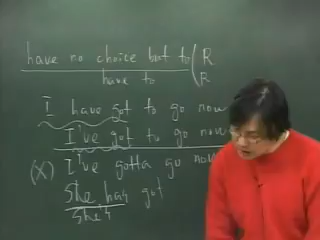 have no choice but to ( R
have to R
I have got to go now
I've got to go now
(X) I've gotta go now
She has got
She's